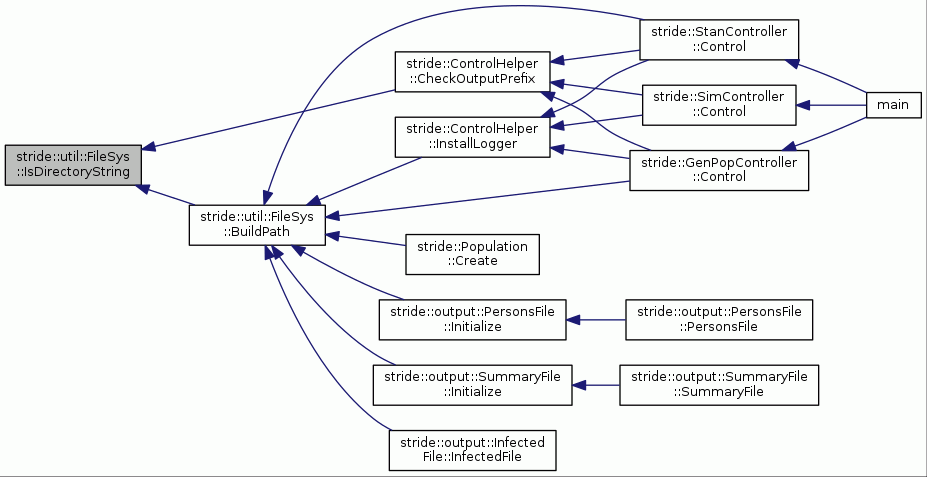 stride::util::FileSys
::IsDirectoryString
stride::ControlHelper
::CheckOutputPrefix
stride::ControlHelper
::InstallLogger
stride::util::FileSys
::BuildPath
stride::StanController
::Control
stride::SimController
::Control
stride::GenPopController
::Control
main
stride::Population
::Create
stride::output::PersonsFile
::Initialize
stride::output::PersonsFile
::PersonsFile
stride::output::SummaryFile
::Initialize
stride::output::SummaryFile
::SummaryFile
stride::output::Infected
File::InfectedFile